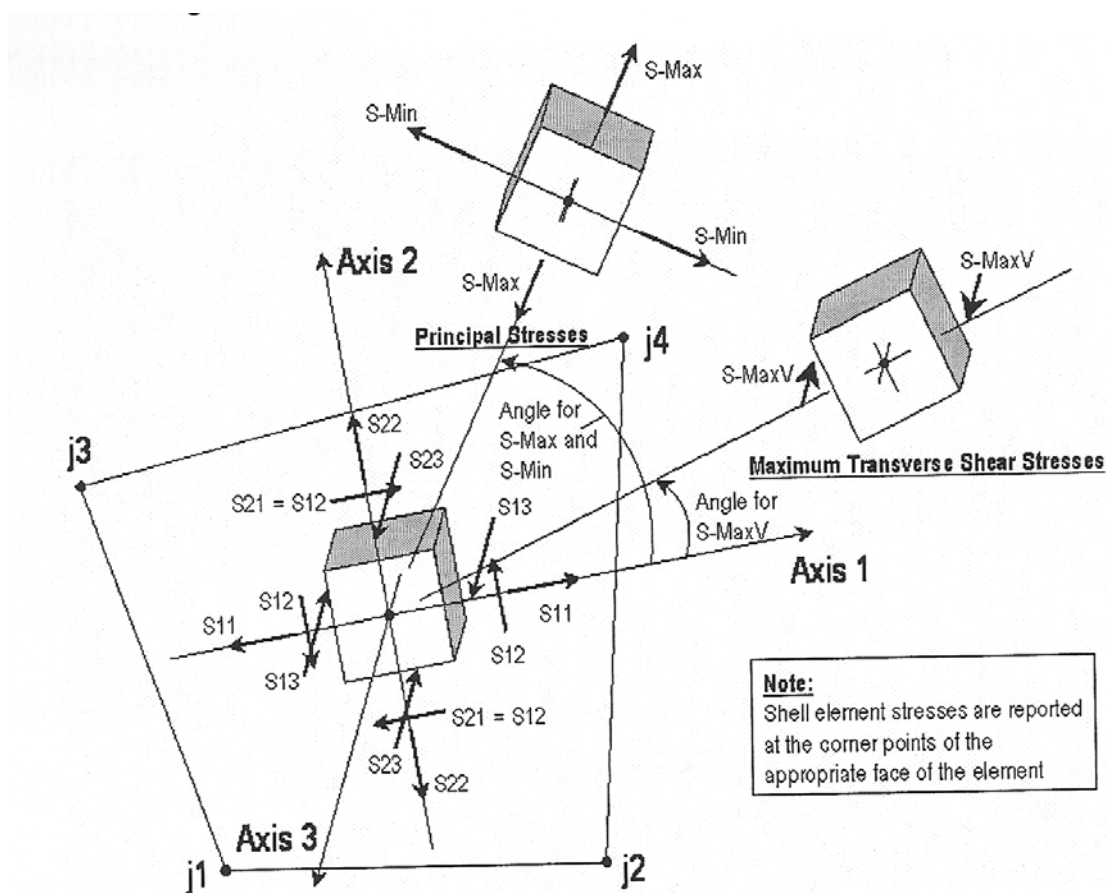 S-Max
S-Min
S-Min
Axis 2
S-Max
S-MaxV
Principal Stresses
j4
S-MaxV
S22
Angle for
S-Max and
S-Min
j3
S23
Maximum Transverse Shear Stresses
S21 = S12
S13
Angle for
S-MaxV
Axis 1
S12
S11
S11
S12
S13
S21 = S12
S23
S22
Note:
Shell element stresses are reported
at the corner points of the
appropriate face of the element
Axis 3
j1
j2